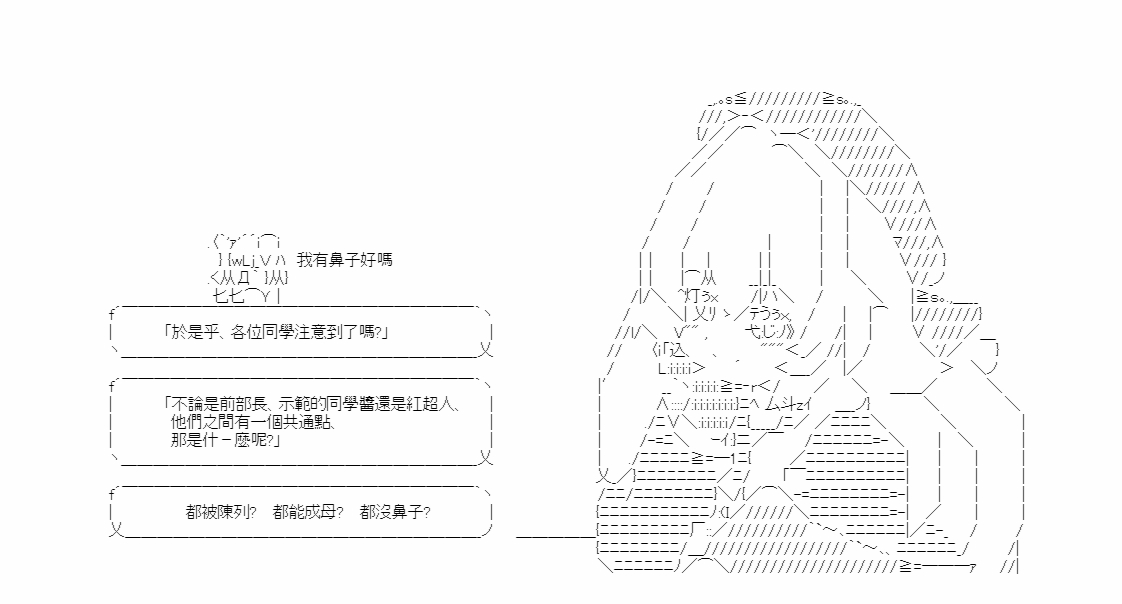 我有鼻子好嗎
「於是乎、各位同學注意到了嗎?」
「不論是前部長、示範的同學醬還是紅超人、
他們之間有一個共通點、
那是什－麼呢?」
都被陳列?　都能成母?　都沒鼻子?